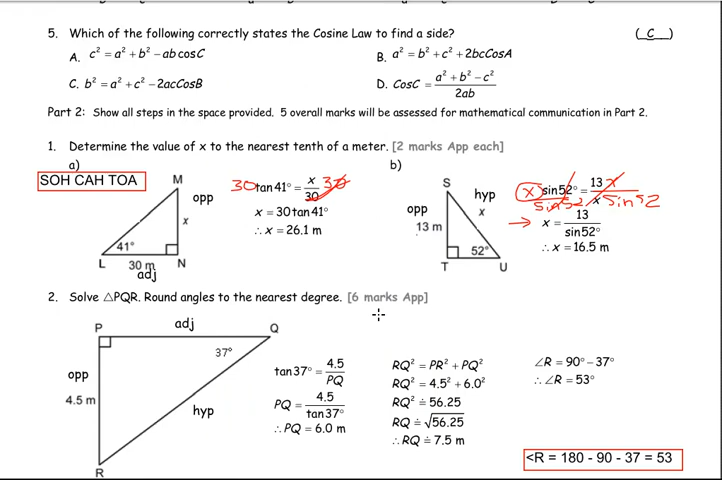 5. Which of the following correctly states the Cosine Law to find a side? ( C )
A. c² = a² + b² − ab cosC B. a² = b² + c² + 2bcCosA
C. b² = a² + c² − 2acCosB D. CosC = (a² + b² − c²)/(2ab)
Part 2: Show all steps in the space provided. 5 overall marks will be assessed for mathematical communication in Part 2.
1. Determine the value of x to the nearest tenth of a meter. [2 marks App each]
a)
SOH CAH TOA
M
opp
x
41°
L
30 m
N
adj
30 tan 41° = x/30 30
x = 30 tan 41°
∴ x = 26.1 m
b)
S
hyp
opp
x
13 m
52°
T
U
(x) sin 52° = 13/x x
sin 52 sin 52
→ x = 13/sin 52°
∴ x = 16.5 m
2. Solve △PQR. Round angles to the nearest degree. [6 marks App]
P
adj
Q
37°
opp
4.5 m
hyp
R
tan 37° = 4.5/PQ
PQ = 4.5/tan 37°
∴ PQ = 6.0 m
RQ² = PR² + PQ²
RQ² = 4.5² + 6.0²
RQ² ≐ 56.25
RQ ≐ √56.25
∴ RQ ≐ 7.5 m
∠R = 90° − 37°
∴ ∠R = 53°
<R = 180 - 90 - 37 = 53